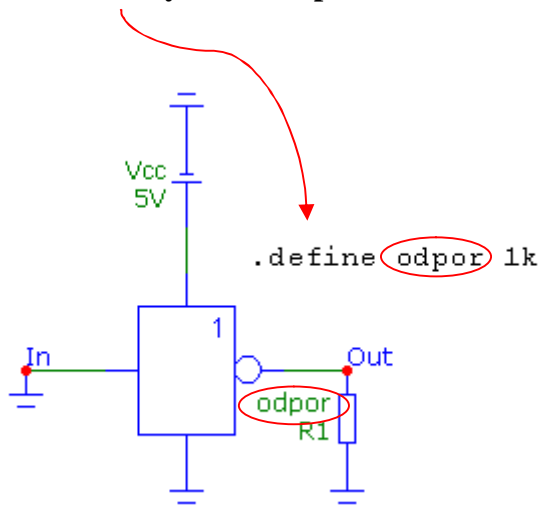 Vcc
5V
.define odpor 1k
1
In
Out
odpor
R1